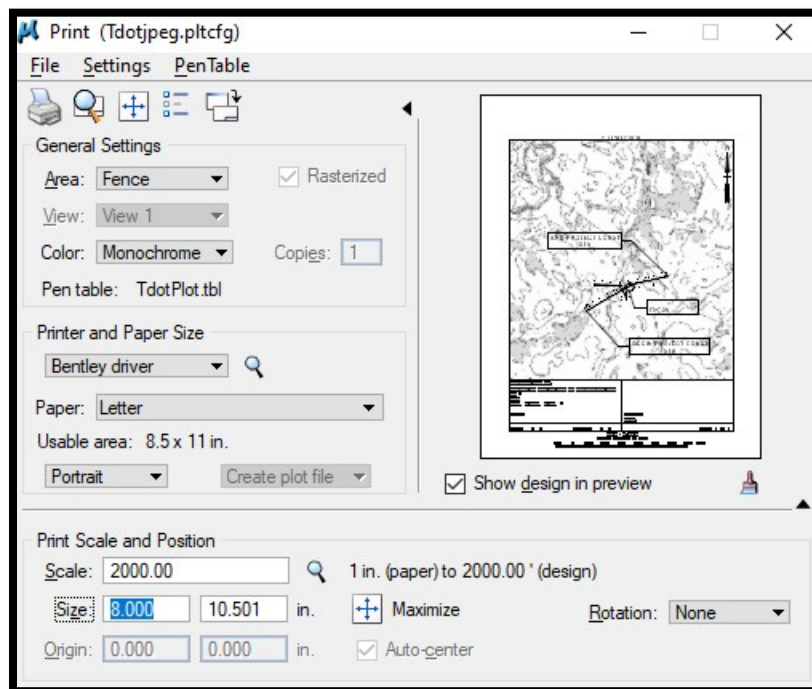 Print (Tdotjpeg.pltcfg)
File Settings PenTable
General Settings
Area: Fence Rasterized
View: View 1
Color: Monochrome Copies: 1
Pen table: TdotPlot.tbl
Printer and Paper Size
Bentley driver
Paper: Letter
Usable area: 8.5 x 11 in.
Portrait Create plot file
Show design in preview
Print Scale and Position
Scale: 2000.00 1 in. (paper) to 2000.00 ' (design)
Size: 8.000 10.501 in. Maximize Rotation: None
Origin: 0.000 0.000 in. Auto-center